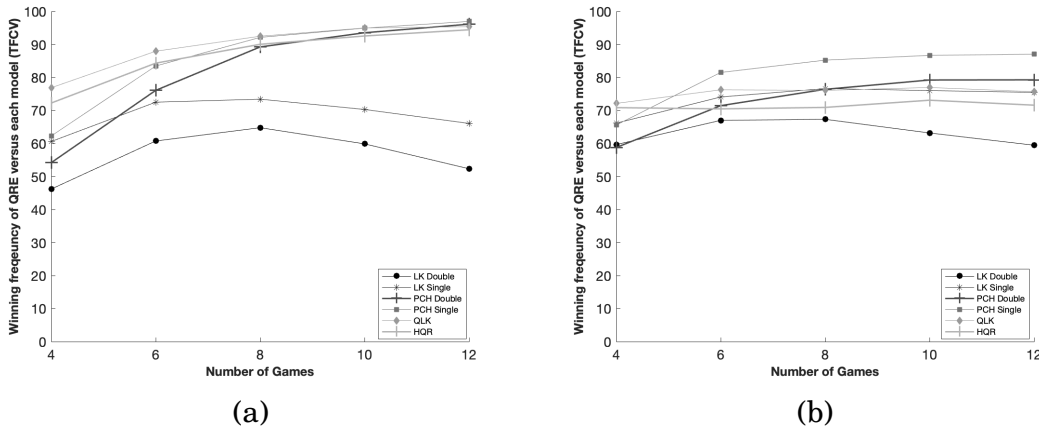 Winning freqeuncy of QRE versus each model (TFCV)
100
90
80
70
60
50
40
30
20
10
0
4
6
8
10
12
Number of Games
LK Double
LK Single
PCH Double
PCH Single
QLK
HQR
(a)
Winning freqeuncy of QRE versus each model (TFCV)
100
90
80
70
60
50
40
30
20
10
0
4
6
8
10
12
Number of Games
LK Double
LK Single
PCH Double
PCH Single
QLK
HQR
(b)